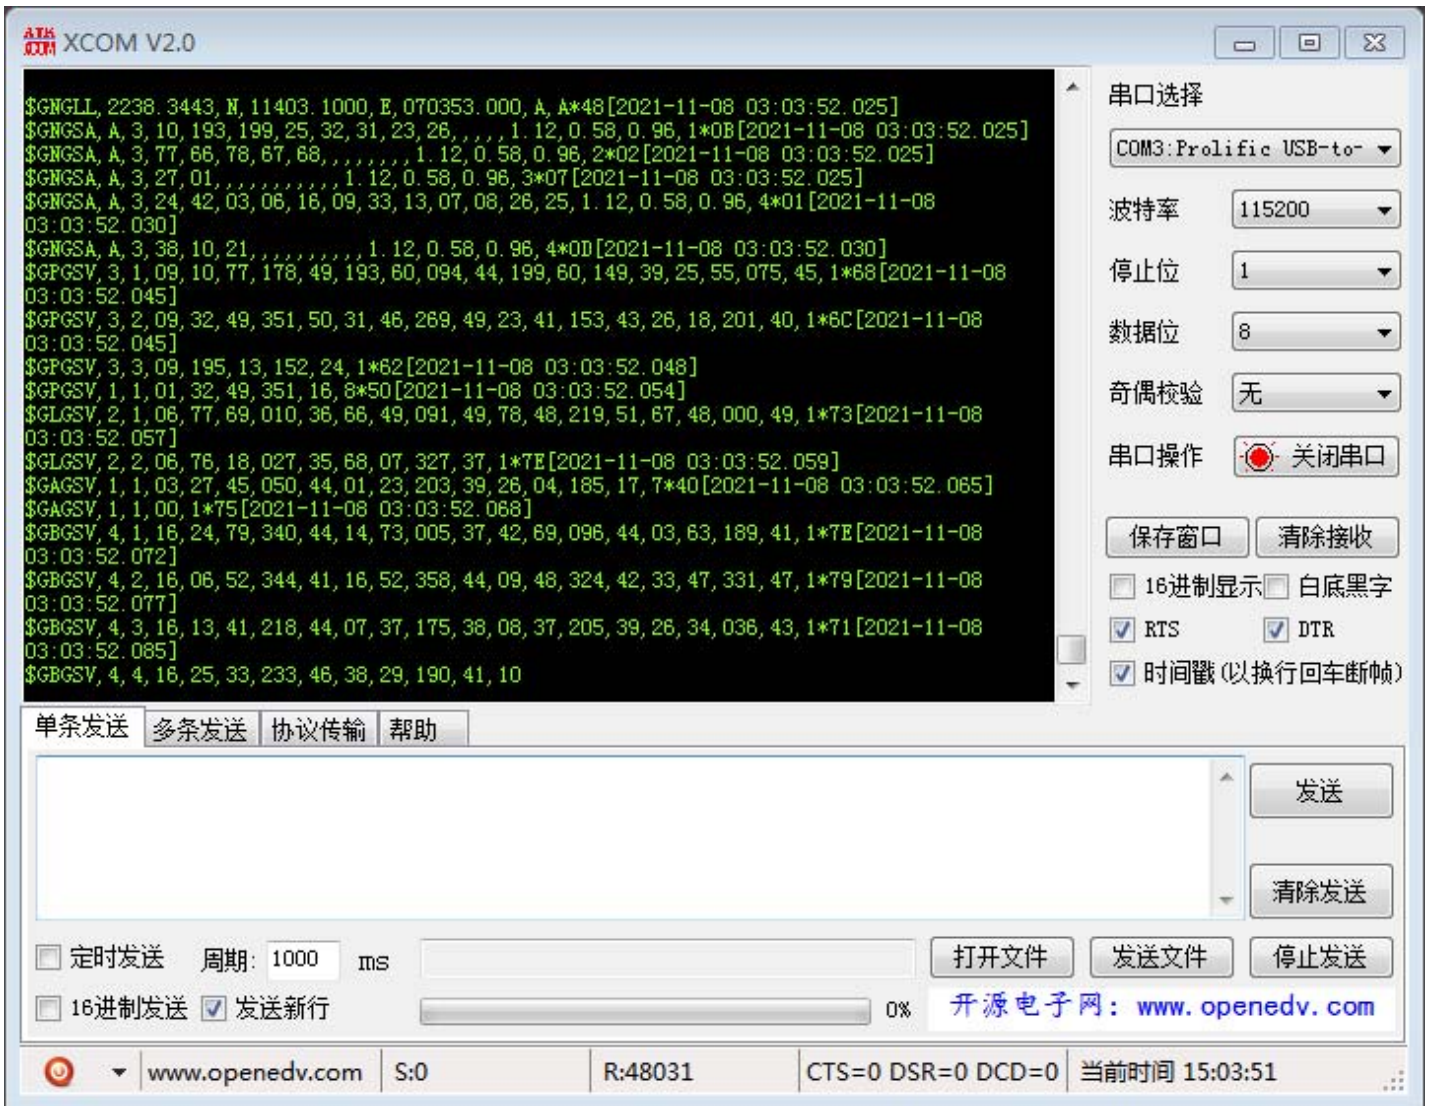 XCOM V2.0
$GNGLL,2238.3443,N,11403.1000,E,070353.000,A,A*48[2021-11-08 03:03:52.025]
$GNGSA,A,3,10,193,199,25,32,31,23,26,,,,,1.12,0.58,0.96,1*0B[2021-11-08 03:03:52.025]
$GNGSA,A,3,77,66,78,67,68,,,,,,,,1.12,0.58,0.96,2*02[2021-11-08 03:03:52.025]
$GNGSA,A,3,27,01,,,,,,,,,,,1.12,0.58,0.96,3*07[2021-11-08 03:03:52.025]
$GNGSA,A,3,24,42,03,06,16,09,33,13,07,08,26,25,1.12,0.58,0.96,4*01[2021-11-08
03:03:52.030]
$GNGSA,A,3,38,10,21,,,,,,,,,,1.12,0.58,0.96,4*0D[2021-11-08 03:03:52.030]
$GPGSV,3,1,09,10,77,178,49,193,60,094,44,199,60,149,39,25,55,075,45,1*68[2021-11-08
03:03:52.045]
$GPGSV,3,2,09,32,49,351,50,31,46,269,49,23,41,153,43,26,18,201,40,1*6C[2021-11-08
03:03:52.045]
$GPGSV,3,3,09,195,13,152,24,1*62[2021-11-08 03:03:52.048]
$GPGSV,1,1,01,32,49,351,16,8*50[2021-11-08 03:03:52.054]
$GLGSV,2,1,06,77,69,010,36,66,49,091,49,78,48,219,51,67,48,000,49,1*73[2021-11-08
03:03:52.057]
$GLGSV,2,2,06,76,18,027,35,68,07,327,37,1*7E[2021-11-08 03:03:52.059]
$GAGSV,1,1,03,27,45,050,44,01,23,203,39,26,04,185,17,7*40[2021-11-08 03:03:52.065]
$GAGSV,1,1,00,1*75[2021-11-08 03:03:52.068]
$GBGSV,4,1,16,24,79,340,44,14,73,005,37,42,69,096,44,03,63,189,41,1*7E[2021-11-08
03:03:52.072]
$GBGSV,4,2,16,06,52,344,41,16,52,358,44,09,48,324,42,33,47,331,47,1*79[2021-11-08
03:03:52.077]
$GBGSV,4,3,16,13,41,218,44,07,37,175,38,08,37,205,39,26,34,036,43,1*71[2021-11-08
03:03:52.085]
$GBGSV,4,4,16,25,33,233,46,38,29,190,41,10
串口选择
COM3:Prolific USB-to-
波特率 115200
停止位 1
数据位 8
奇偶校验 无
串口操作 关闭串口
保存窗口 清除接收
16进制显示 白底黑字
RTS DTR
时间戳(以换行回车断帧)
单条发送 多条发送 协议传输 帮助
发送
清除发送
定时发送 周期: 1000 ms 打开文件 发送文件 停止发送
16进制发送 发送新行 0% 开源电子网: www.openedv.com
www.openedv.com S:0 R:48031 CTS=0 DSR=0 DCD=0 当前时间 15:03:51